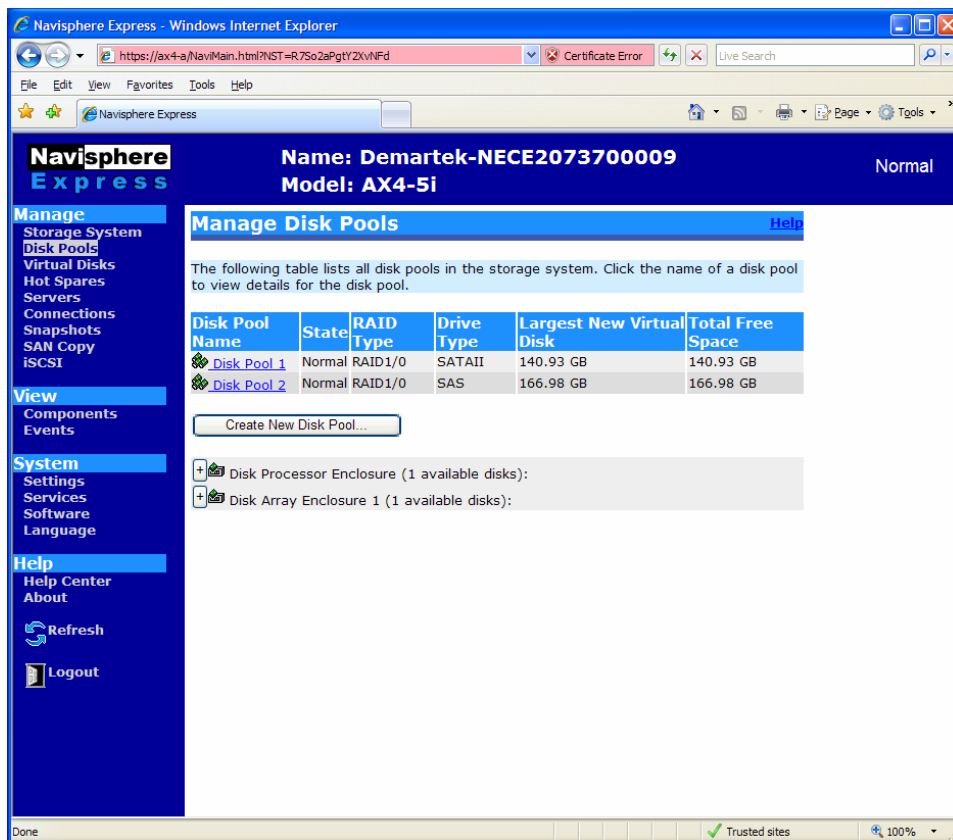 Navisphere Express - Windows Internet Explorer
https://ax4-a/NaviMain.html?NST=R7So2aPgtY2XvNFd
Certificate Error
Live Search
File Edit View Favorites Tools Help
Navisphere Express
Page
Tools
»
Navisphere
Express
Name: Demartek-NECE2073700009
Model: AX4-5i
Normal
Manage
Storage System
Disk Pools
Virtual Disks
Hot Spares
Servers
Connections
Snapshots
SAN Copy
iSCSI
View
Components
Events
System
Settings
Services
Software
Language
Help
Help Center
About
Refresh
Logout
Manage Disk Pools
Help
The following table lists all disk pools in the storage system. Click the name of a disk pool
to view details for the disk pool.
Disk Pool Name State RAID Type Drive Type Largest New Virtual Disk Total Free Space
Disk Pool 1 Normal RAID1/0 SATAII 140.93 GB 140.93 GB
Disk Pool 2 Normal RAID1/0 SAS 166.98 GB 166.98 GB
Create New Disk Pool...
+ Disk Processor Enclosure (1 available disks):
+ Disk Array Enclosure 1 (1 available disks):
Done
Trusted sites
100%